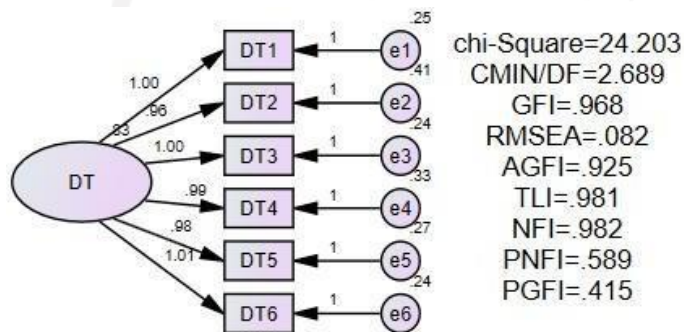 .25
DT1 1 e1
1.00
.41
DT2 1 e2
.96
.83
.24
DT3 1 e3
1.00
.33
DT
DT4 1 e4
.99
.27
DT5 1 e5
.98
.24
DT6 1 e6
1.01
chi-Square=24.203
CMIN/DF=2.689
GFI=.968
RMSEA=.082
AGFI=.925
TLI=.981
NFI=.982
PNFI=.589
PGFI=.415